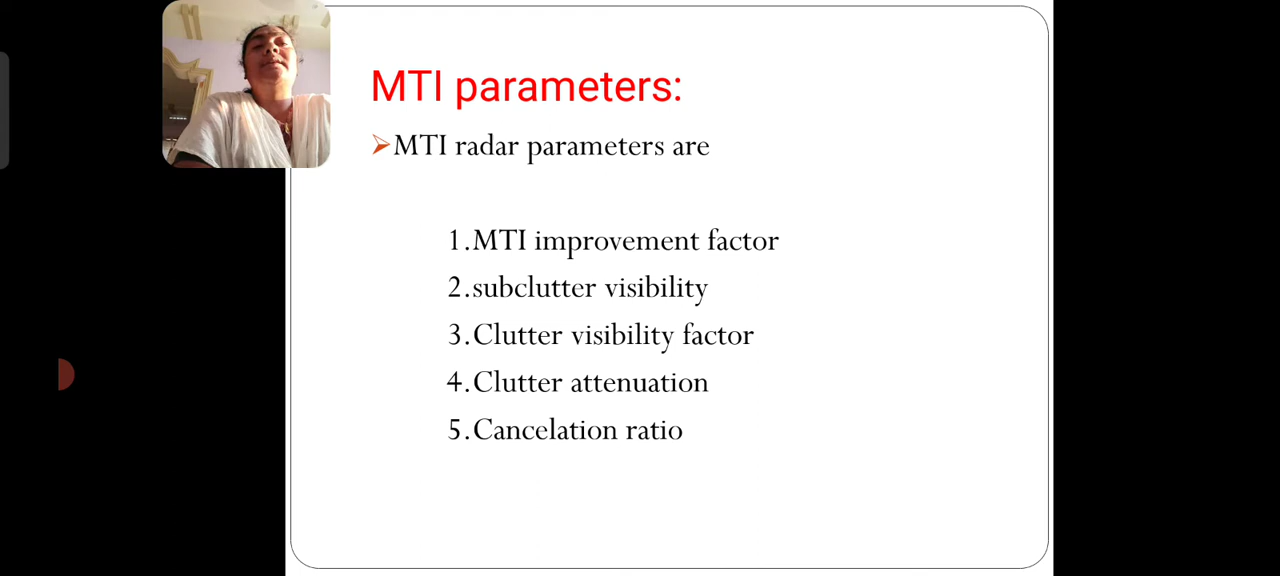 MTI parameters:
MTI radar parameters are
1.MTI improvement factor
2.subclutter visibility
3.Clutter visibility factor
4.Clutter attenuation
5.Cancelation ratio